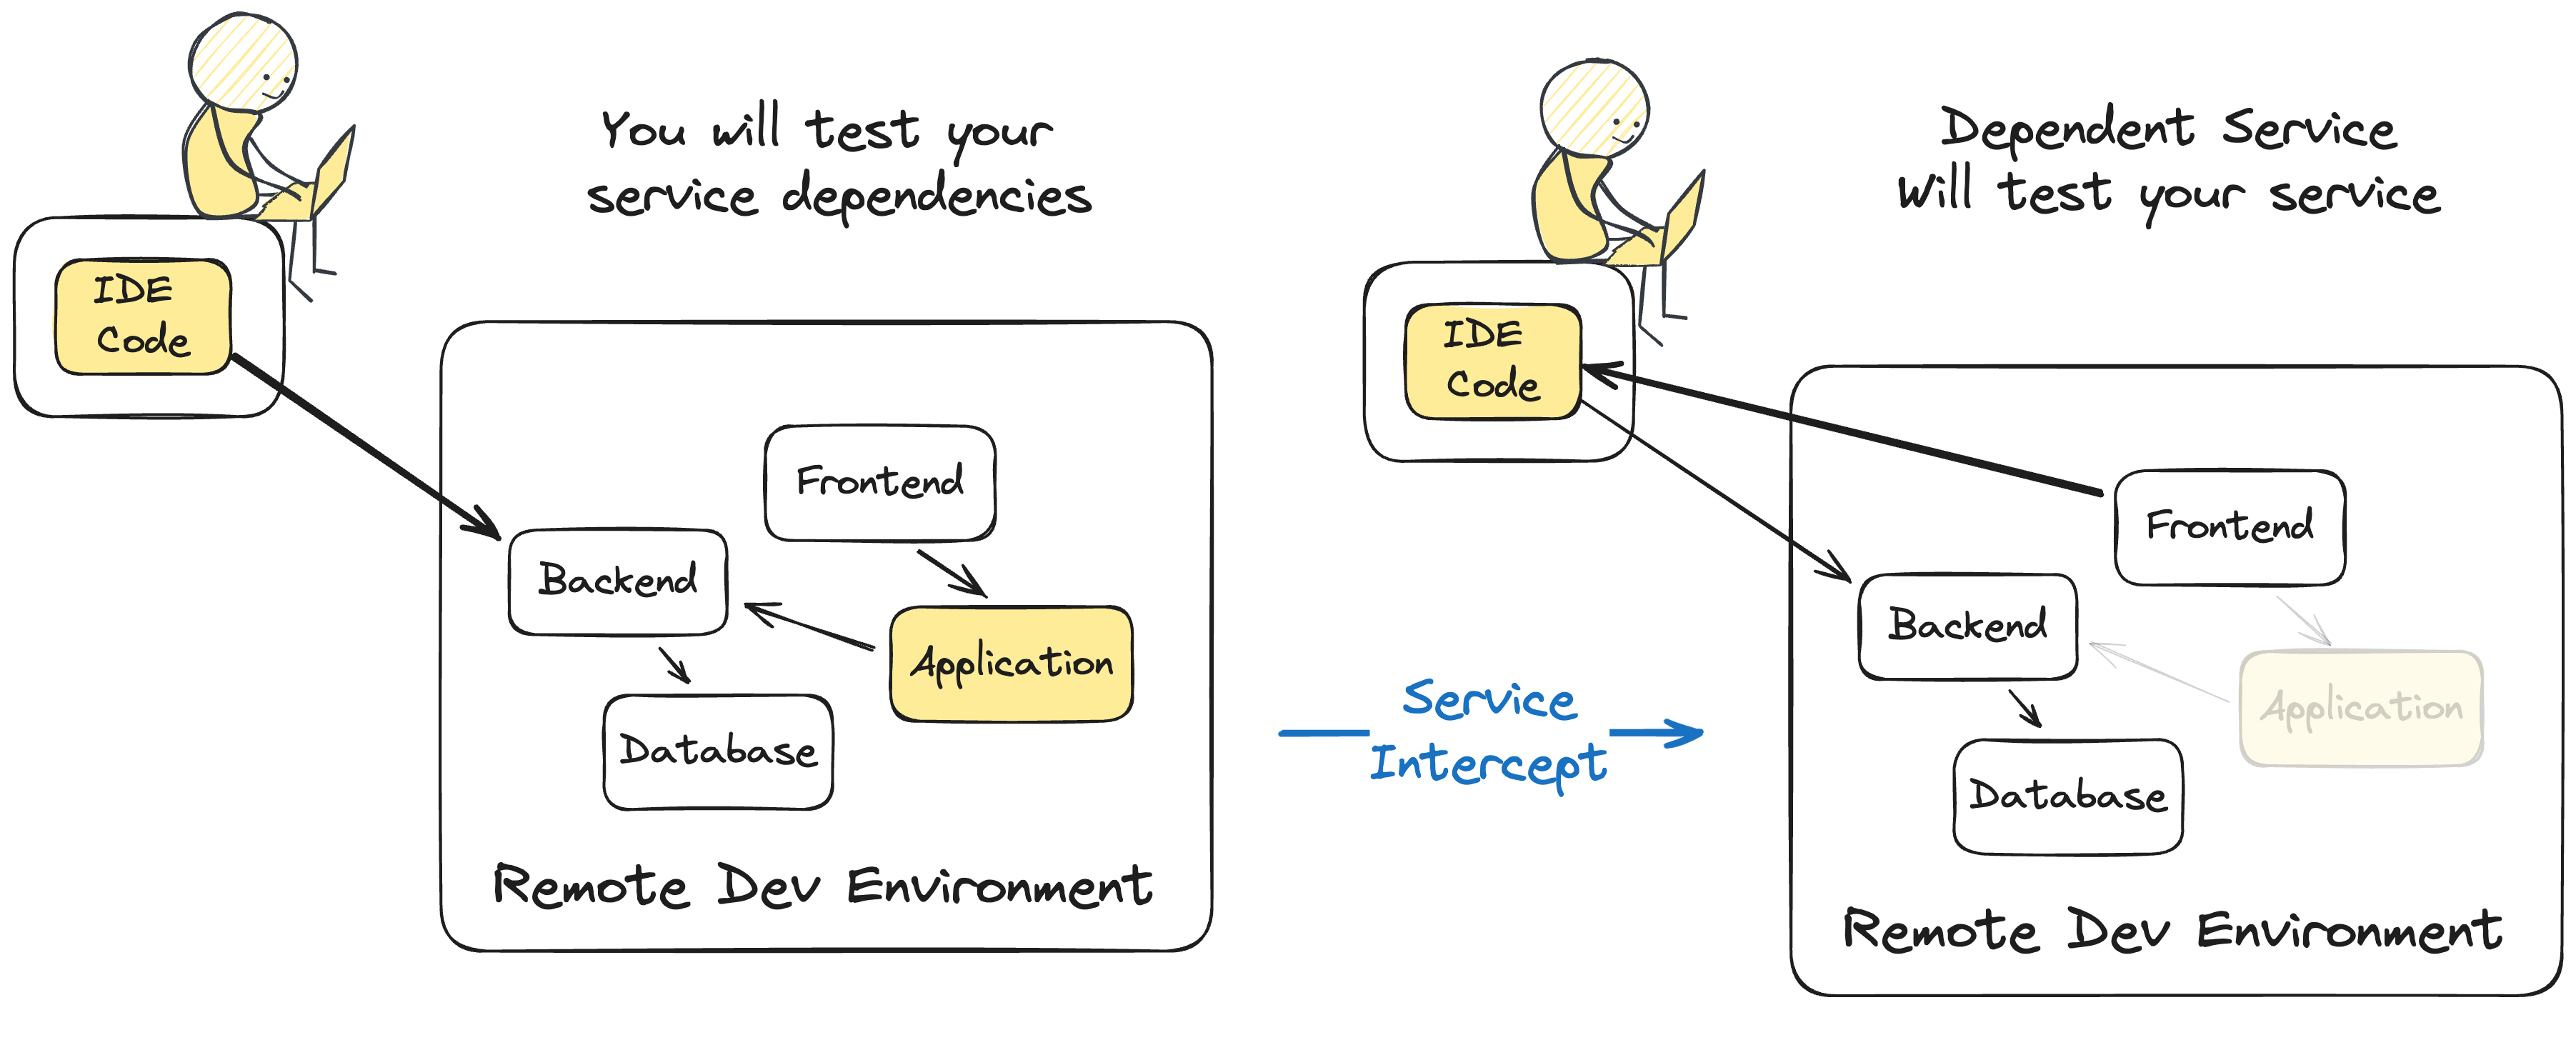 You will test your
service dependencies
IDE
Code
Frontend
Backend
Application
Database
Remote Dev Environment
Service
Intercept
Dependent Service
Will test your service
IDE
Code
Frontend
Backend
Application
Database
Remote Dev Environment